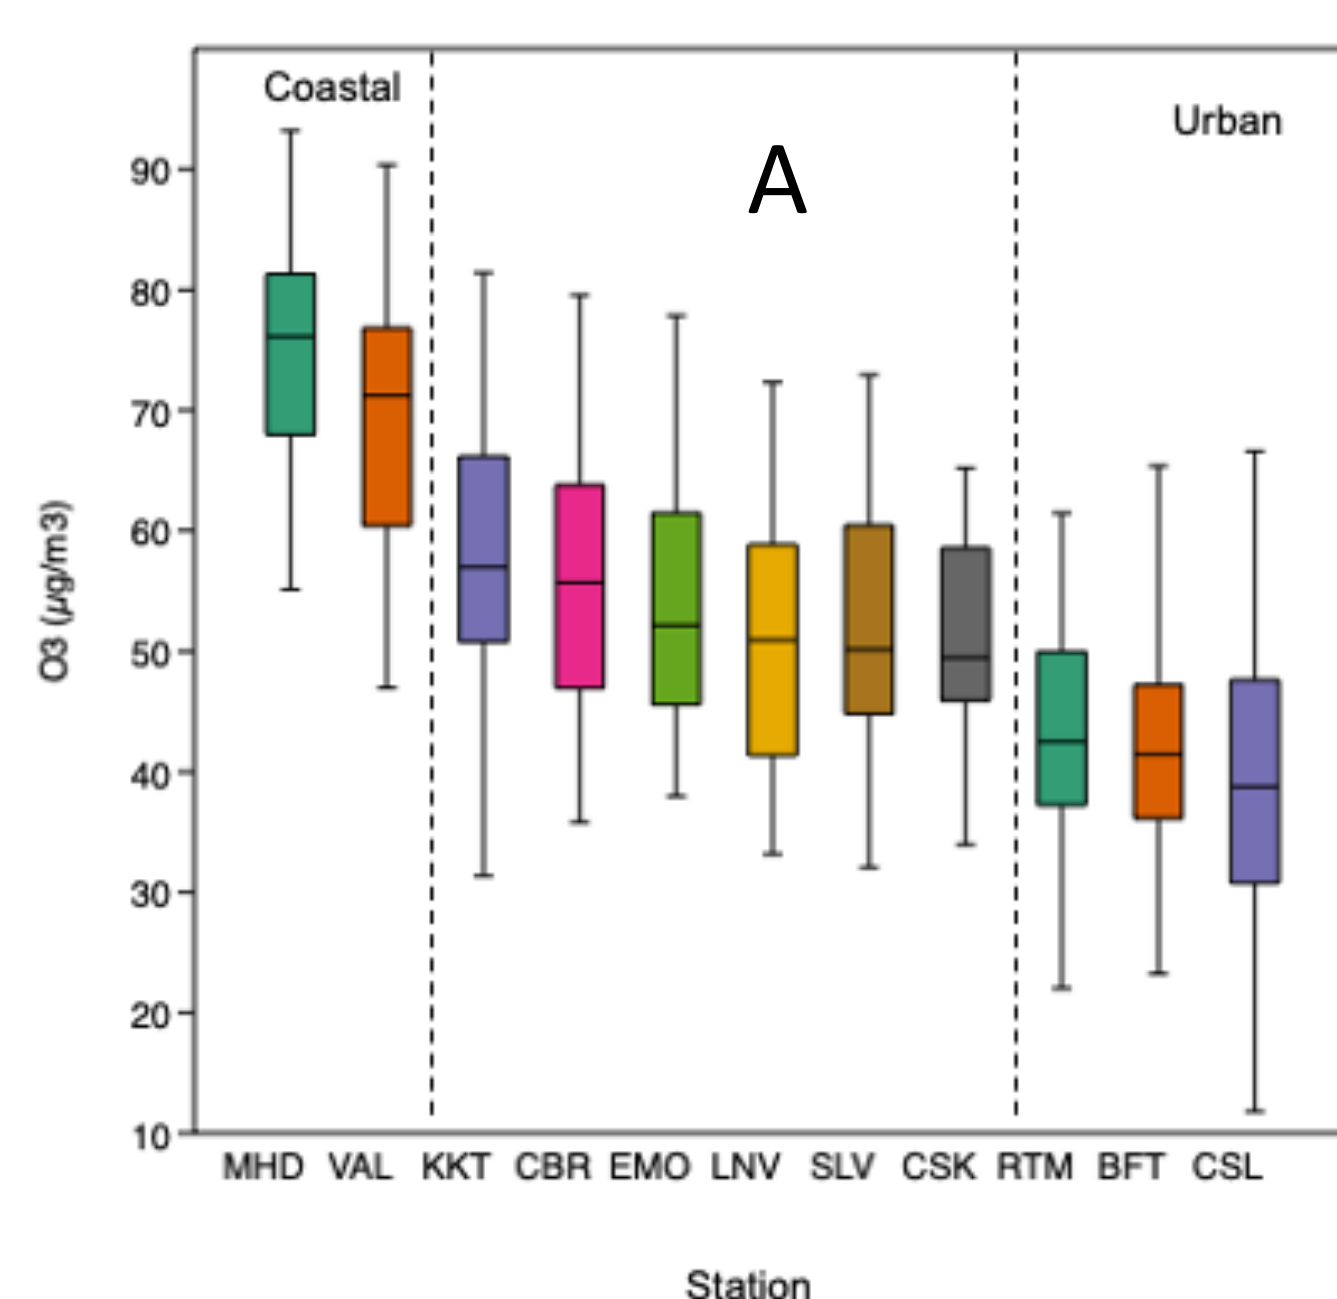 Coastal
Urban
A
90
80
70
60
50
40
30
20
10
O3 (µg/m3)
MHD VAL KKT CBR EMO LNV SLV CSK RTM BFT CSL
Station